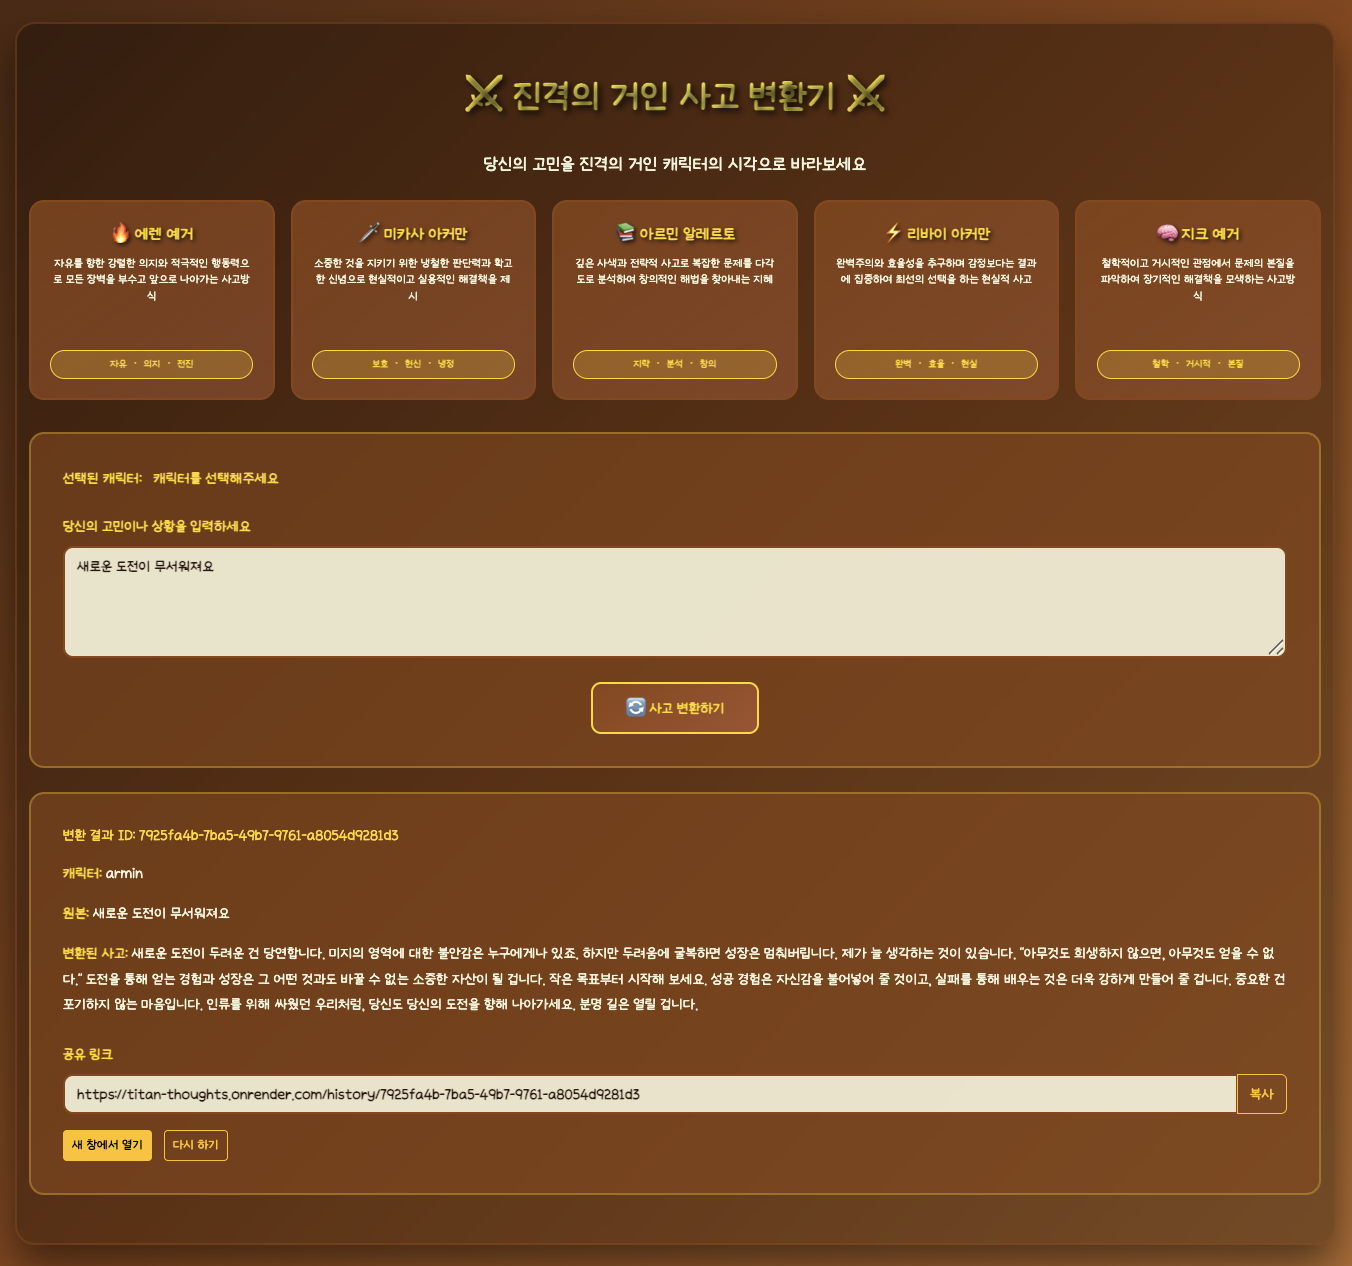 ⚔️ 진격의 거인 사고 변환기 ⚔️
당신의 고민을 진격의 거인 캐릭터의 시각으로 바라보세요
🔥 에렌 예거
자유를 향한 강렬한 의지와 적극적인 행동력으
로 모든 장벽을 부수고 앞으로 나아가는 사고방
식
자유 · 의지 · 전진
🗡️ 미카사 아커만
소중한 것을 지키기 위한 냉철한 판단력과 확고
한 신념으로 현실적이고 실용적인 해결책을 제
시
보호 · 헌신 · 냉정
📚 아르민 알레르토
깊은 사색과 전략적 사고로 복잡한 문제를 다각
도로 분석하여 창의적인 해법을 찾아내는 지혜
지략 · 분석 · 창의
⚡ 리바이 아커만
완벽주의와 효율성을 추구하며 감정보다는 결과
에 집중하여 최선의 선택을 하는 현실적 사고
완벽 · 효율 · 현실
🧠 지크 예거
철학적이고 거시적인 관점에서 문제의 본질을
파악하여 장기적인 해결책을 모색하는 사고방
식
철학 · 거시적 · 본질
선택된 캐릭터: 캐릭터를 선택해주세요
당신의 고민이나 상황을 입력하세요
새로운 도전이 무서워져요
🔄 사고 변환하기
변환 결과 ID: 7925fa4b-7ba5-49b7-9761-a8054d9281d3
캐릭터: armin
원본: 새로운 도전이 무서워져요
변환된 사고: 새로운 도전이 두려운 건 당연합니다. 미지의 영역에 대한 불안감은 누구에게나 있죠. 하지만 두려움에 굴복하면 성장은 멈춰버립니다. 제가 늘 생각하는 것이 있습니다. "아무것도 희생하지 않으면, 아무것도 얻을 수 없
다." 도전을 통해 얻는 경험과 성장은 그 어떤 것과도 바꿀 수 없는 소중한 자산이 될 겁니다. 작은 목표부터 시작해 보세요. 성공 경험은 자신감을 불어넣어 줄 것이고, 실패를 통해 배우는 것은 더욱 강하게 만들어 줄 겁니다. 중요한 건
포기하지 않는 마음입니다. 인류를 위해 싸웠던 우리처럼, 당신도 당신의 도전을 향해 나아가세요. 분명 길은 열릴 겁니다.
공유 링크
https://titan-thoughts.onrender.com/history/7925fa4b-7ba5-49b7-9761-a8054d9281d3
복사
새 창에서 열기
다시 하기